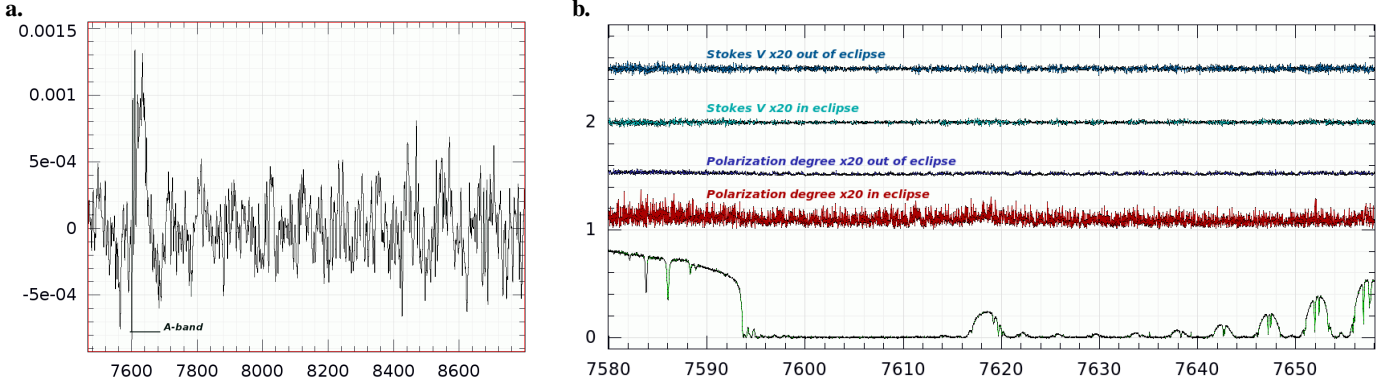 a.
0.0015
0.001
5e-04
0
-5e-04
A-band
7600 7800 8000 8200 8400 8600
b.
Stokes V x20 out of eclipse
Stokes V x20 in eclipse
2
Polarization degree x20 out of eclipse
Polarization degree x20 in eclipse
1
0
7580 7590 7600 7610 7620 7630 7640 7650